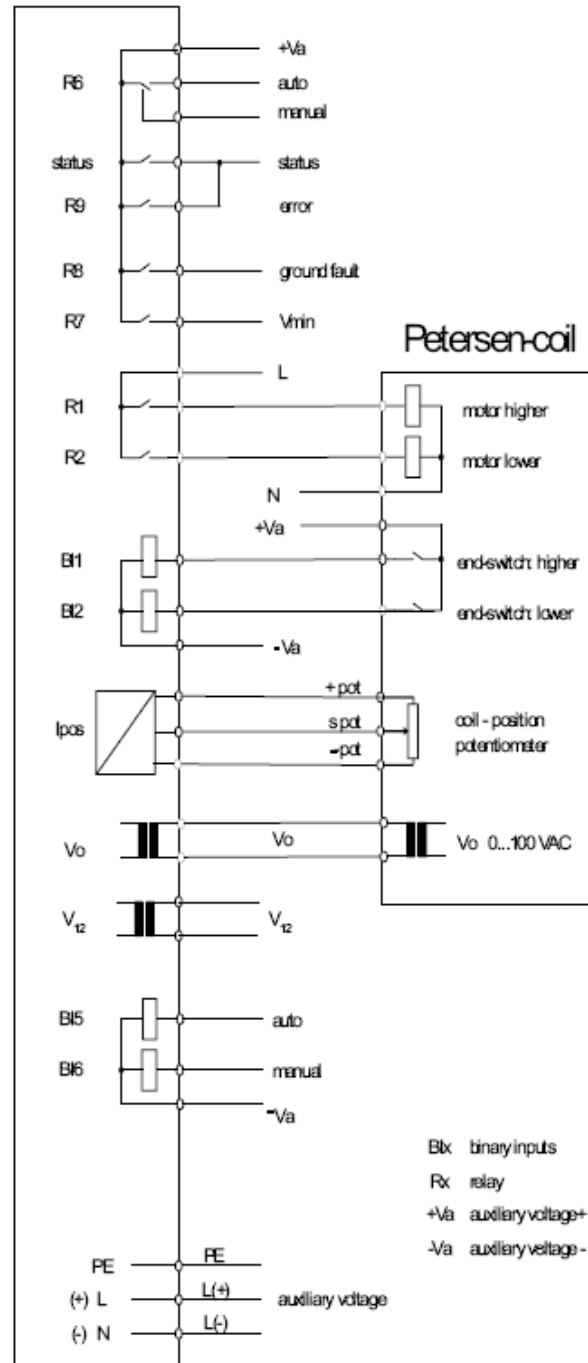 +Va
R6 auto
manual
status status
R9 error
R8 ground fault
R7 Vmin
Petersen-coil
L
R1 motor higher
R2 motor lower
N
+Va
BI1 end-switch: higher
BI2 end-switch: lower
-Va
+pot
Ipos s pot coil - position
-pot potentiometer
Vo Vo Vo 0...100 VAC
V12 V12
BI5 auto
BI6 manual
-Va
BIx binary inputs
Rx relay
+Va auxiliary voltage+
-Va auxiliary voltage -
PE PE
(+) L L(+) auxiliary voltage
(-) N L(-)